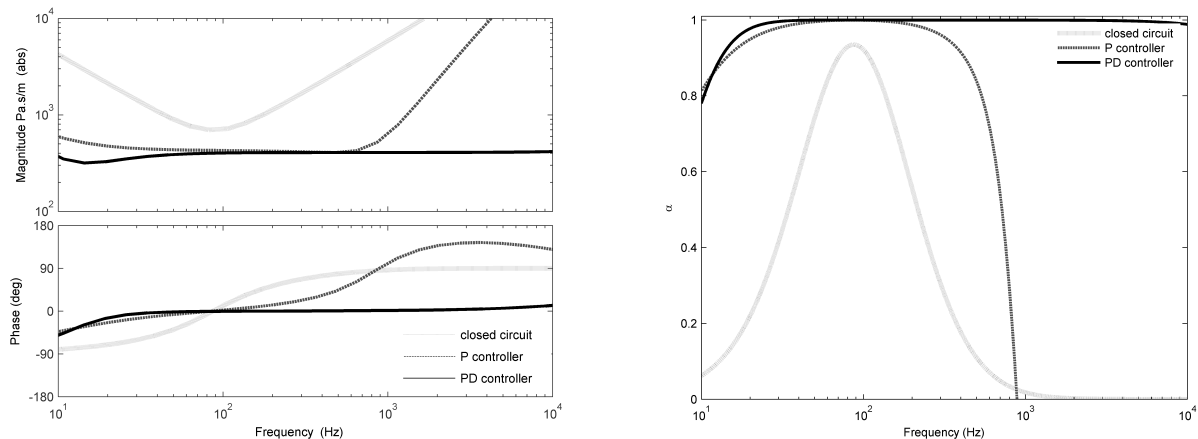 10^4
10^3
10^2
Magnitude Pa.s/m (abs)
180
90
0
-90
-180
Phase (deg)
closed circuit
P controller
PD controller
10^1 10^2 10^3 10^4
Frequency (Hz)
1
0.8
0.6
0.4
0.2
0
α
closed circuit
P controller
PD controller
10^1 10^2 10^3 10^4
Frequency (Hz)